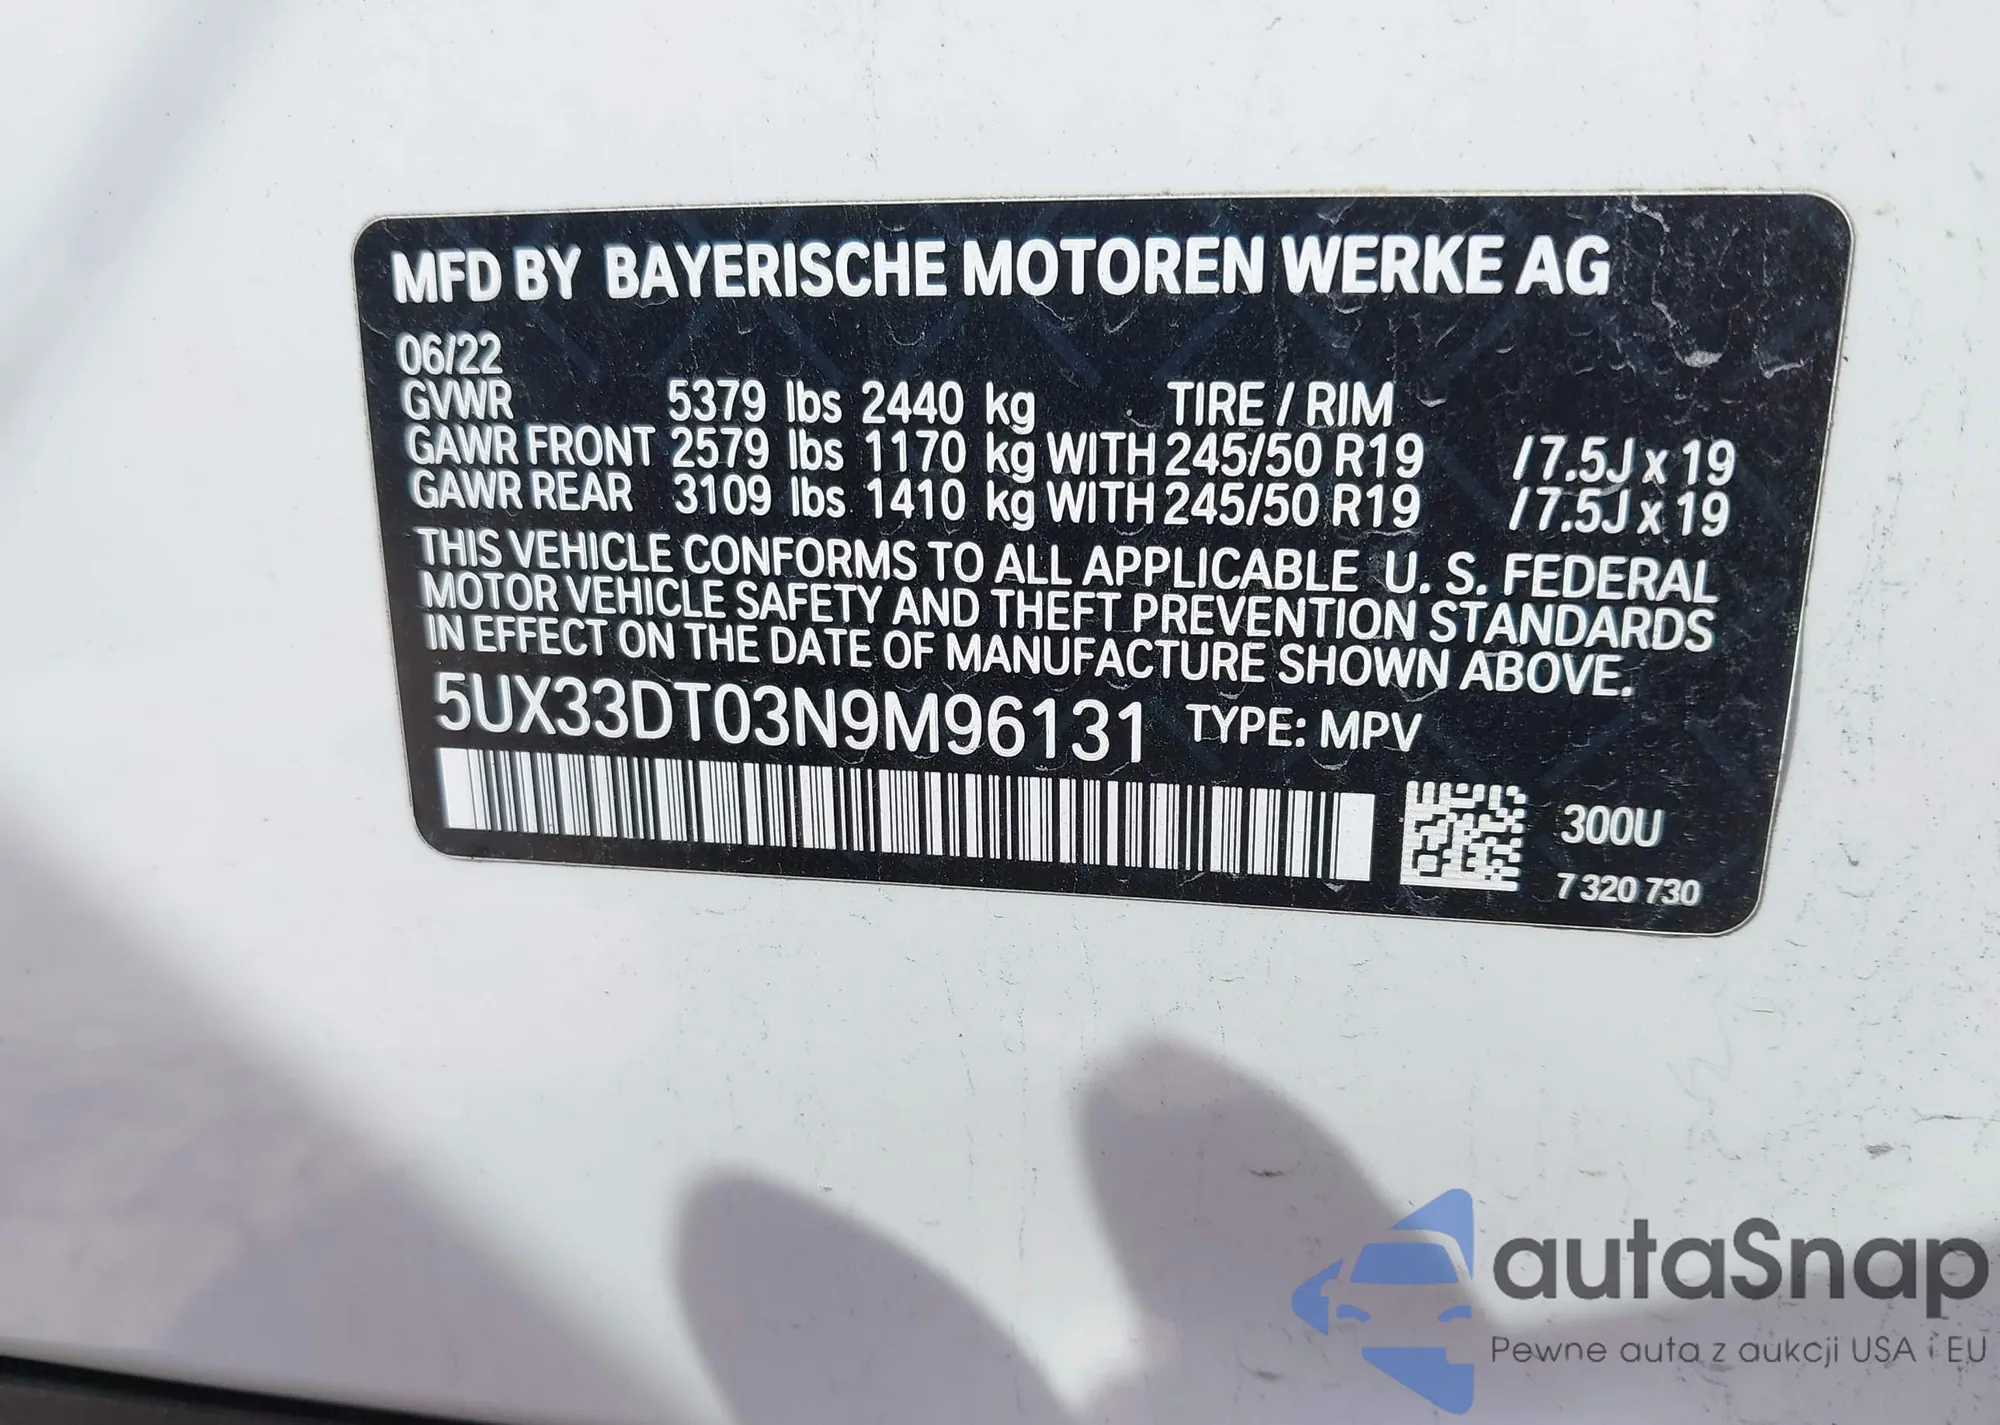 MFD BY BAYERISCHE MOTOREN WERKE AG
06/22
GVWR 5379 lbs 2440 kg TIRE / RIM
GAWR FRONT 2579 lbs 1170 kg WITH 245/50 R19 / 7.5J x 19
GAWR REAR 3109 lbs 1410 kg WITH 245/50 R19 / 7.5J x 19
THIS VEHICLE CONFORMS TO ALL APPLICABLE U. S. FEDERAL
MOTOR VEHICLE SAFETY AND THEFT PREVENTION STANDARDS
IN EFFECT ON THE DATE OF MANUFACTURE SHOWN ABOVE.
5UX33DT03N9M96131 TYPE: MPV
300U
7 320 730
autaSnap
Pewne auta z aukcji USA i EU